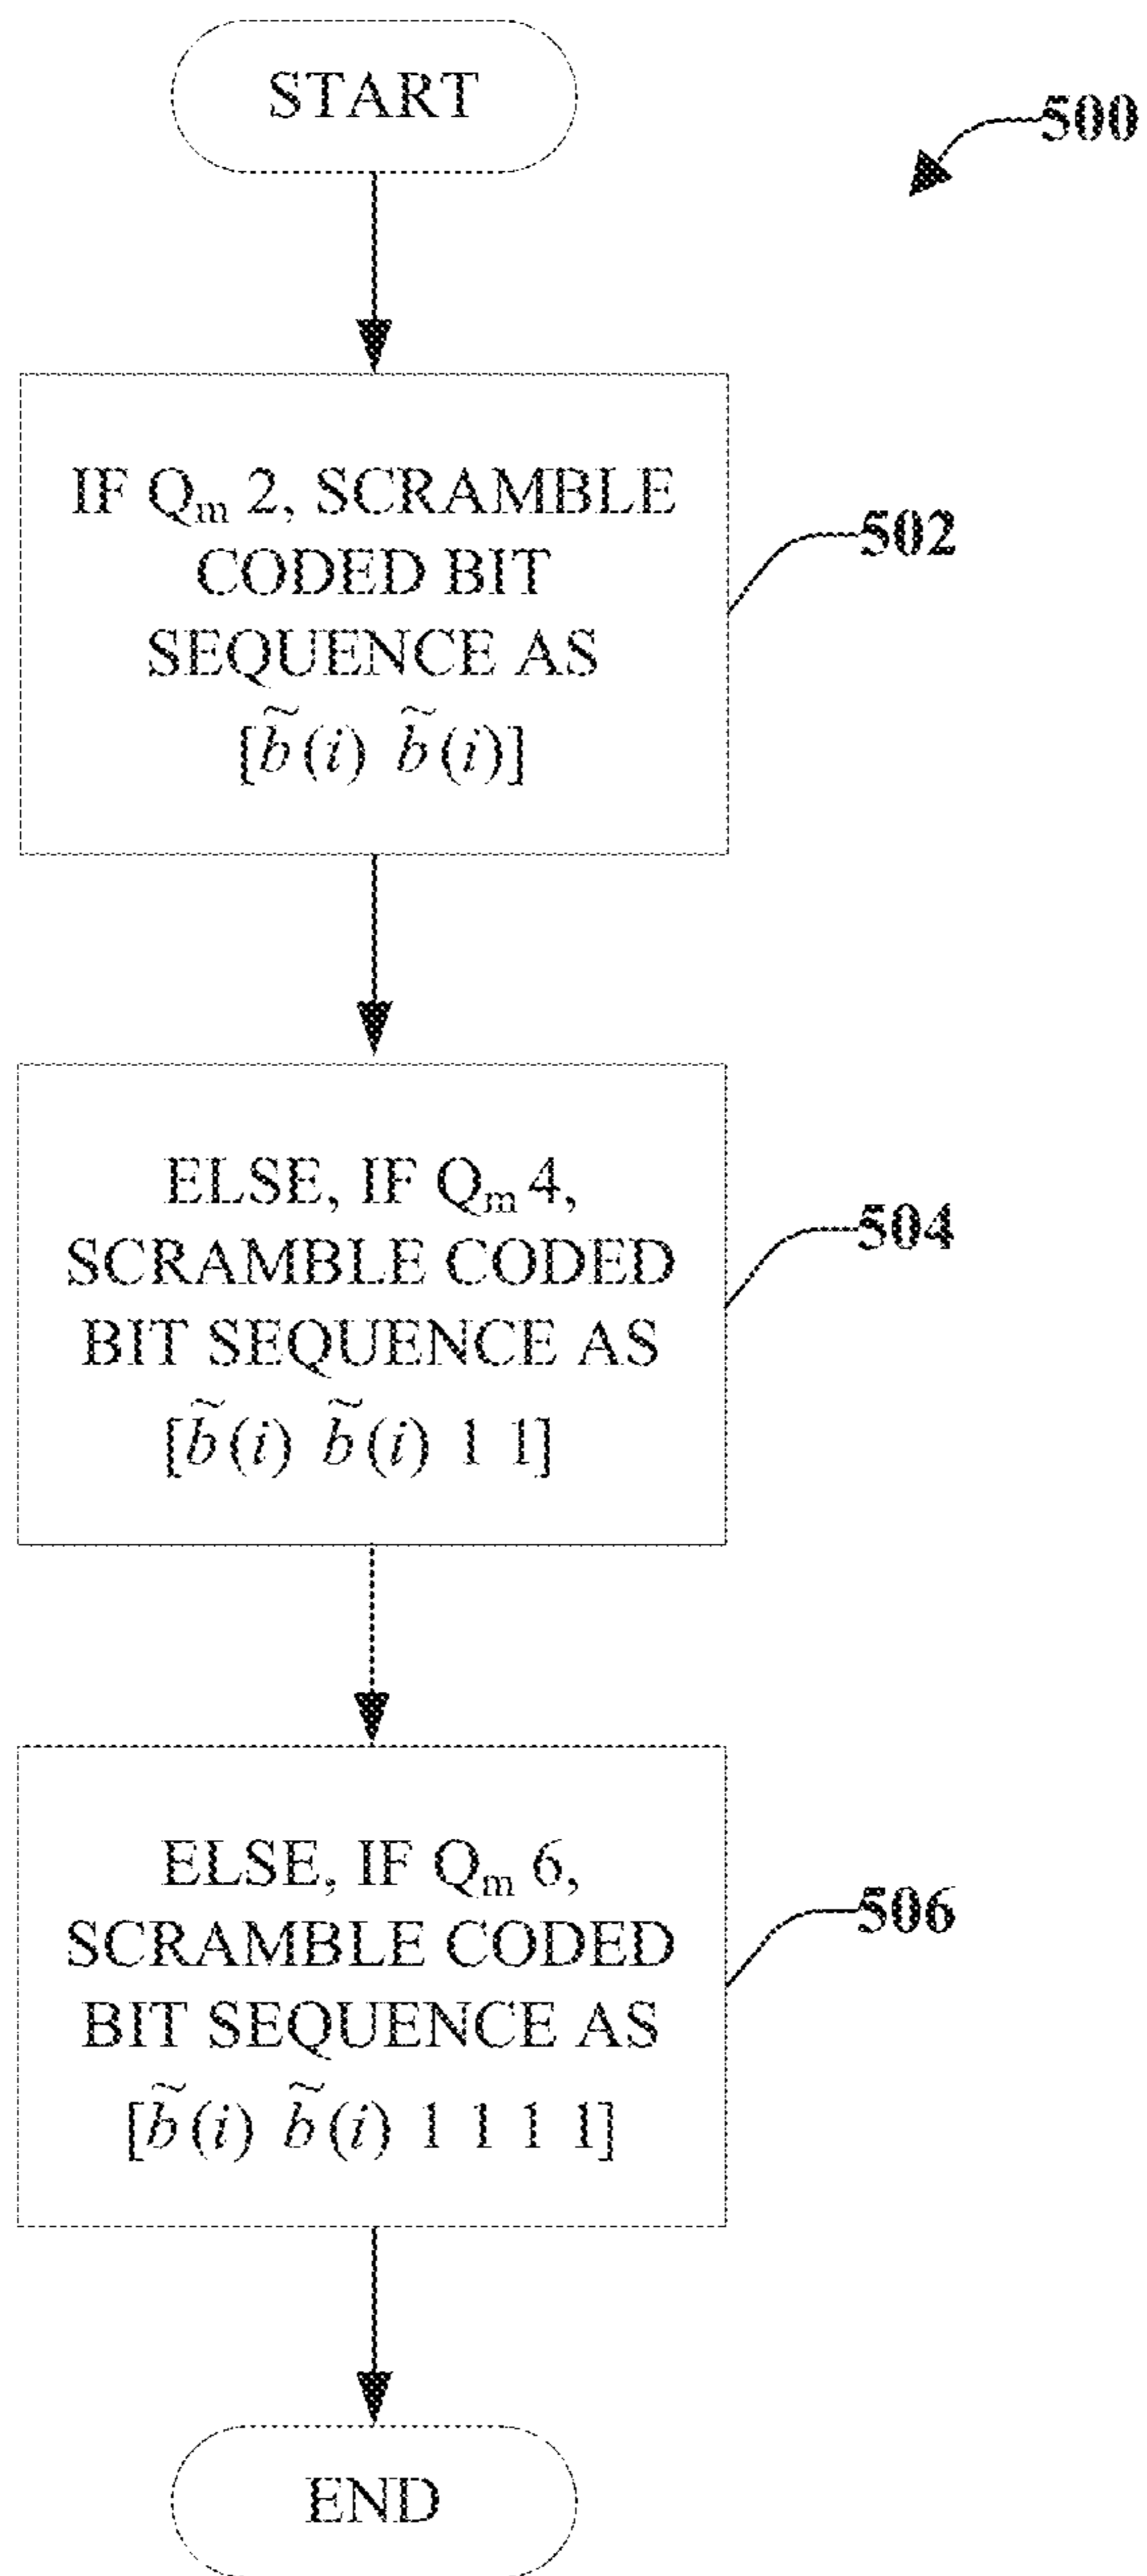 START
500
IF Qm 2, SCRAMBLE
CODED BIT
SEQUENCE AS
[b̃(i) b̃(i)]
502
ELSE, IF Qm 4,
SCRAMBLE CODED
BIT SEQUENCE AS
[b̃(i) b̃(i) 1 1]
504
ELSE, IF Qm 6,
SCRAMBLE CODED
BIT SEQUENCE AS
[b̃(i) b̃(i) 1 1 1 1]
506
END